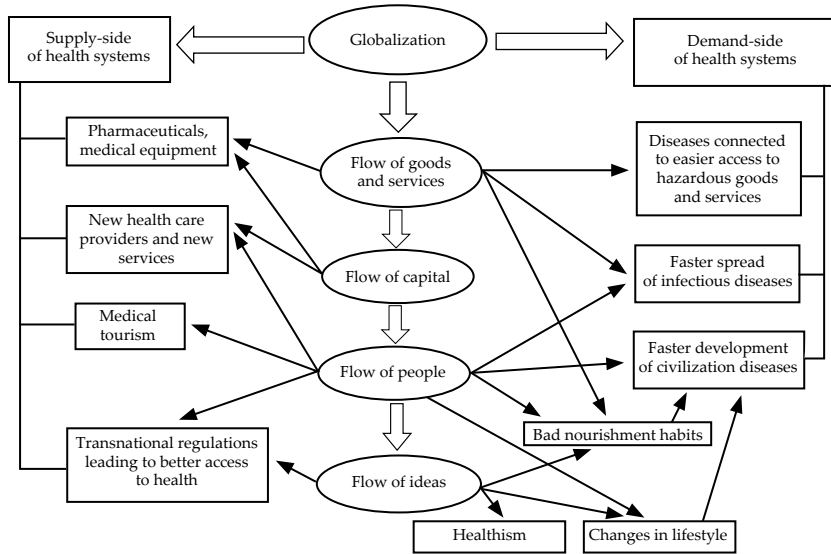 Supply-side
of health systems
Globalization
Demand-side
of health systems
Pharmaceuticals,
medical equipment
Flow of goods
and services
Diseases connected
to easier access to
hazardous goods
and services
New health care
providers and new
services
Flow of capital
Faster spread
of infectious diseases
Medical
tourism
Flow of people
Faster development
of civilization diseases
Transnational regulations
leading to better access
to health
Bad nourishment habits
Flow of ideas
Healthism
Changes in lifestyle